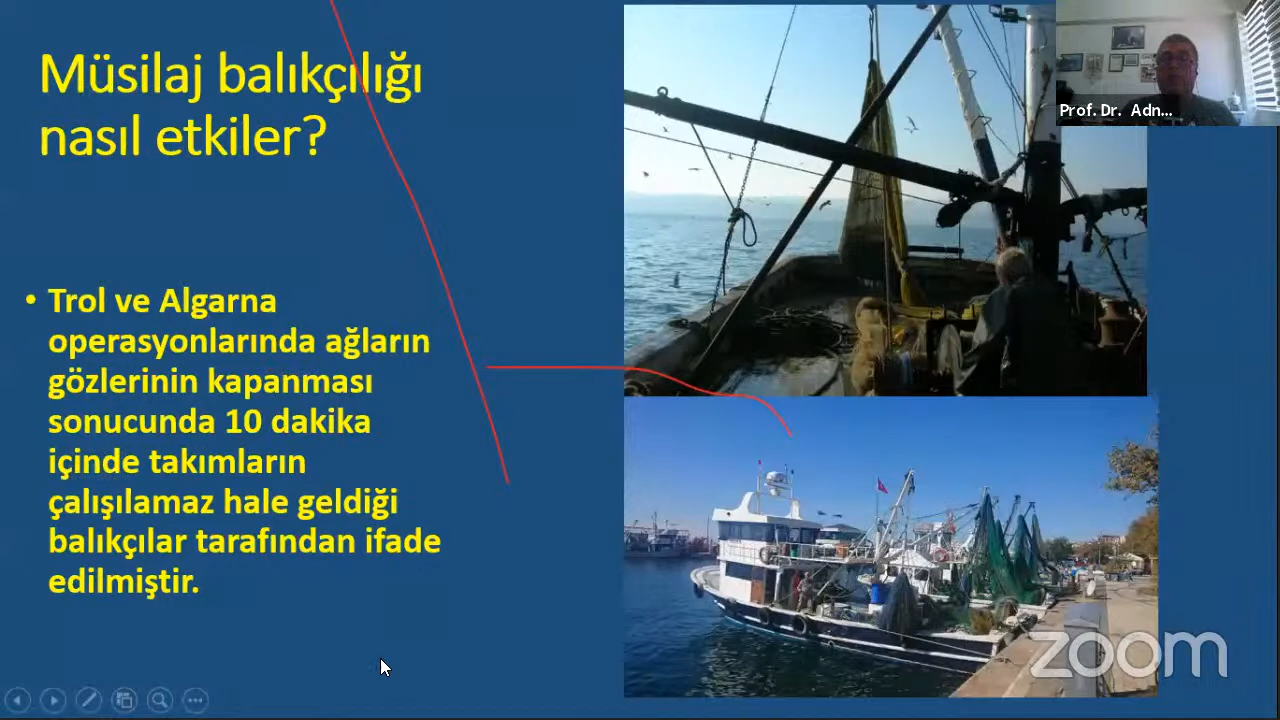 Müsilaj balıkçılığı
nasıl etkiler?
• Trol ve Algarna
operasyonlarında ağların
gözlerinin kapanması
sonucunda 10 dakika
içinde takımların
çalışılamaz hale geldiği
balıkçılar tarafından ifade
edilmiştir.
Prof. Dr. Adn...
zoom